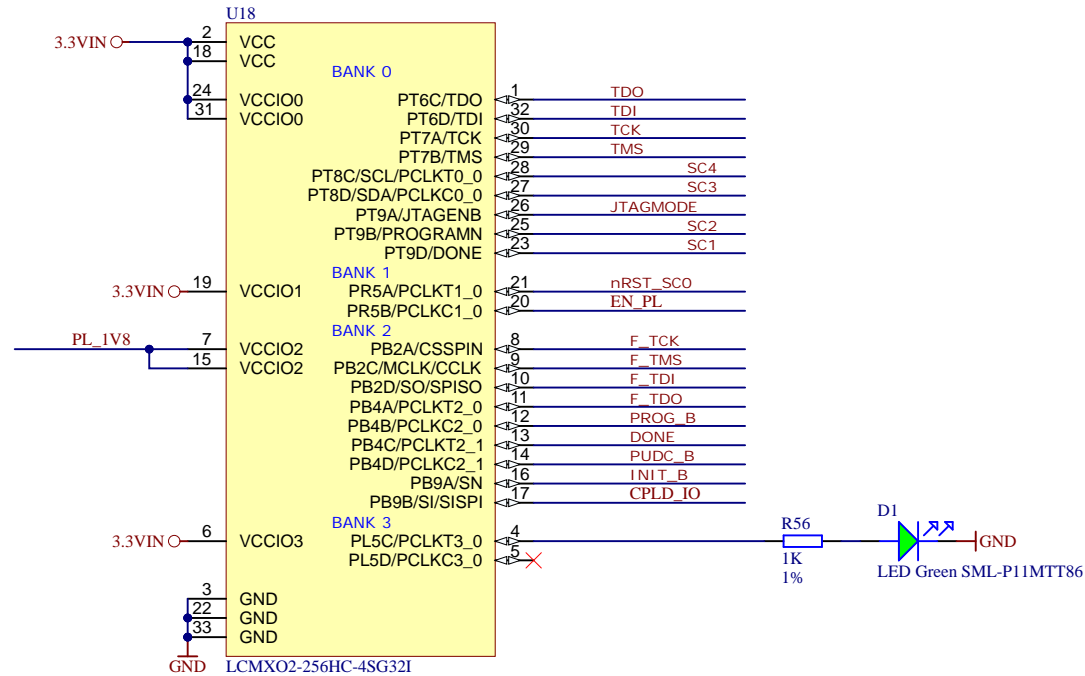 U18
3.3VIN 2 VCC
18 VCC
BANK 0
24 VCCIO0 PT6C/TDO 1 TDO
31 VCCIO0 PT6D/TDI 32 TDI
PT7A/TCK 30 TCK
PT7B/TMS 29 TMS
PT8C/SCL/PCLKT0_0 28 SC4
PT8D/SDA/PCLKC0_0 27 SC3
PT9A/JTAGENB 26 JTAGMODE
PT9B/PROGRAMN 25 SC2
PT9D/DONE 23 SC1
BANK 1
3.3VIN 19 VCCIO1 PR5A/PCLKT1_0 21 nRST_SC0
PR5B/PCLKC1_0 20 EN_PL
BANK 2
PL_1V8 7 VCCIO2 PB2A/CSSPIN 8 F_TCK
15 VCCIO2 PB2C/MCLK/CCLK 9 F_TMS
PB2D/SO/SPISO 10 F_TDI
PB4A/PCLKT2_0 11 F_TDO
PB4B/PCLKC2_0 12 PROG_B
PB4C/PCLKT2_1 13 DONE
PB4D/PCLKC2_1 14 PUDC_B
PB9A/SN 16 INIT_B
PB9B/SI/SISPI 17 CPLD_IO
BANK 3
3.3VIN 6 VCCIO3 PL5C/PCLKT3_0 4 R56 D1 GND
PL5D/PCLKC3_0 5 1K LED Green SML-P11MTT86
1%
3 GND
22 GND
33 GND
GND LCMXO2-256HC-4SG32I